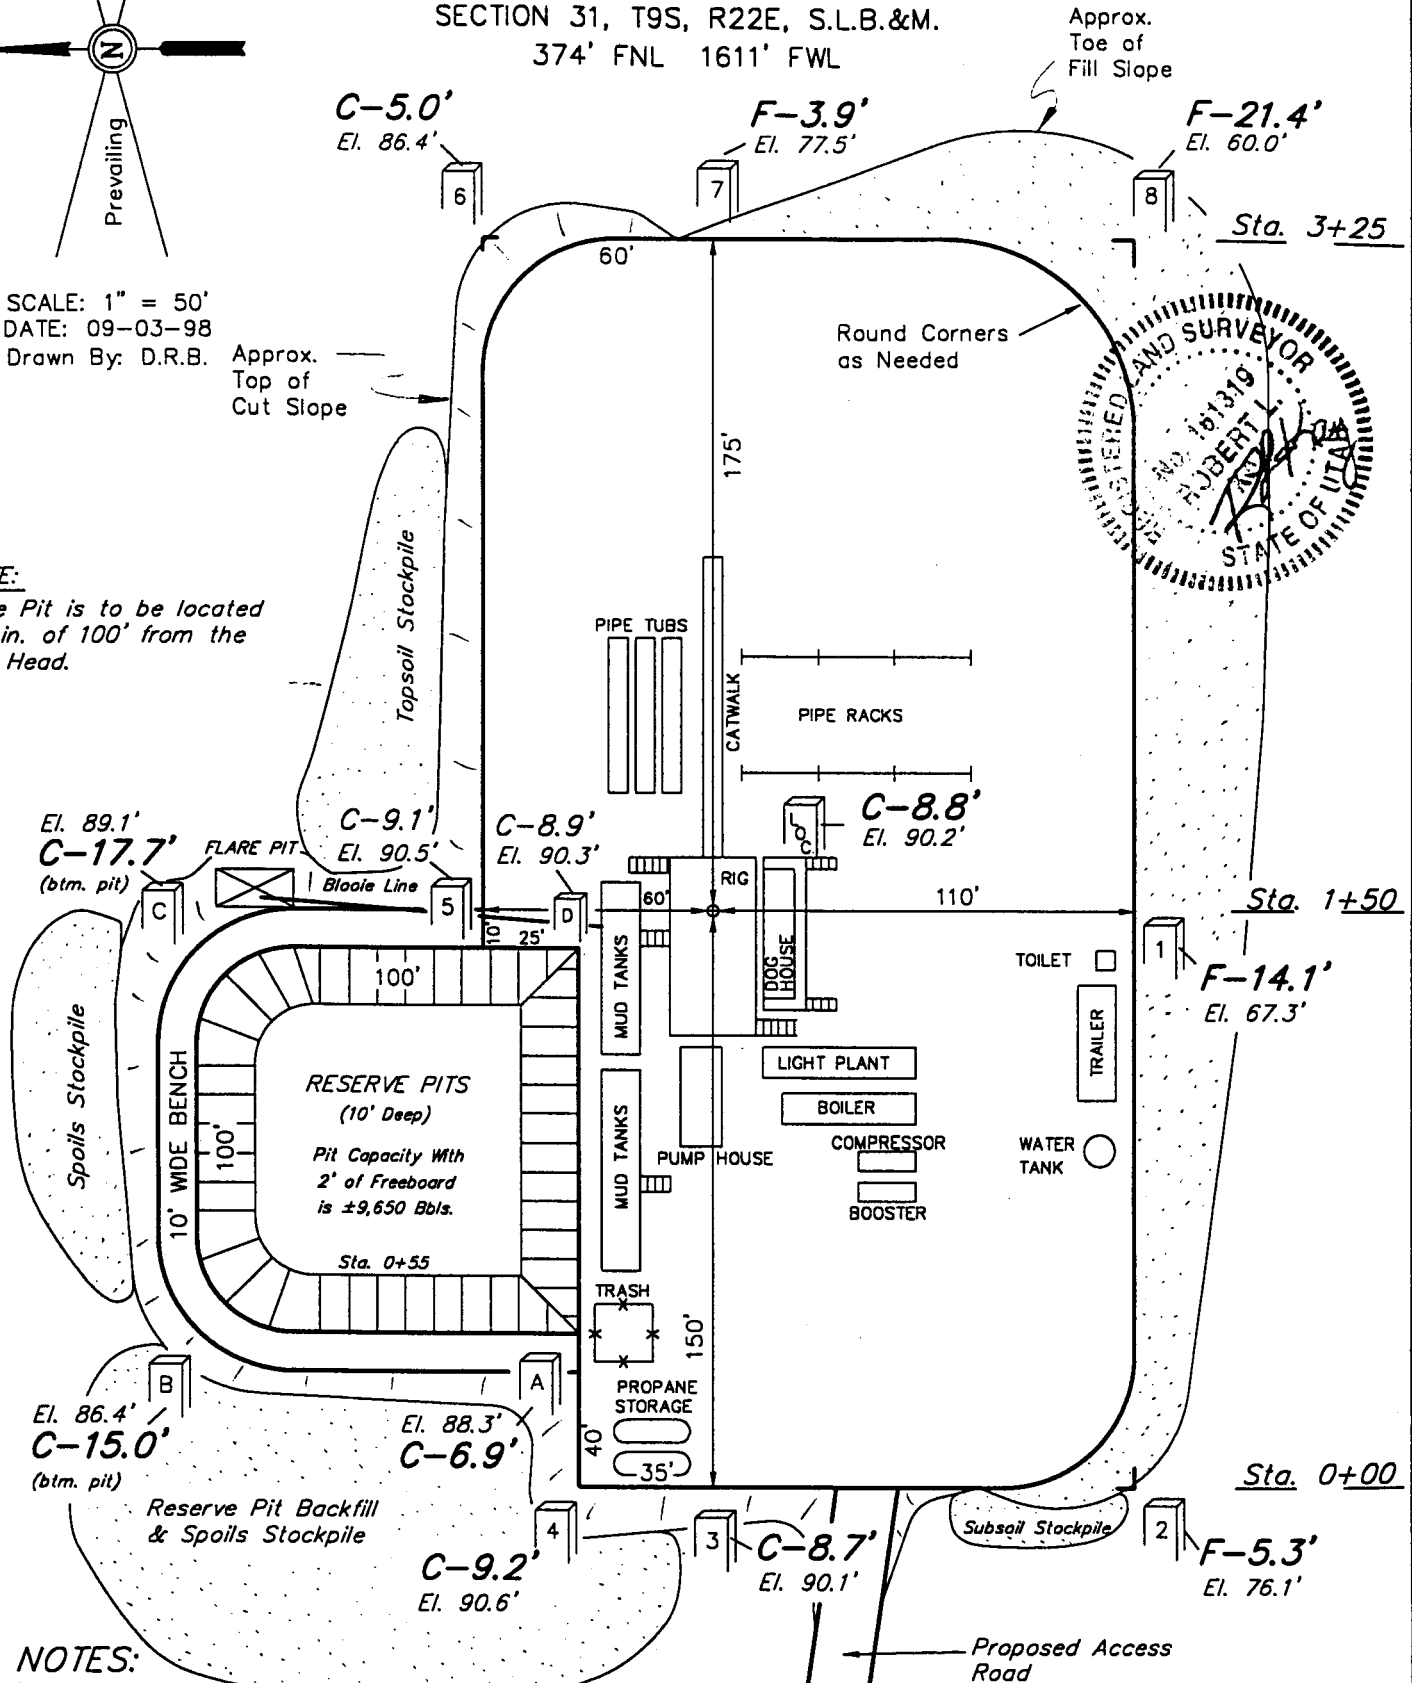 SECTION 31, T9S, R22E, S.L.B.&M.
374' FNL 1611' FWL
N
Prevailing
Approx.
Toe of
Fill Slope
C-5.0'
El. 86.4'
6
F-3.9'
El. 77.5'
7
F-21.4'
El. 60.0'
8
Sta. 3+25
60'
SCALE: 1" = 50'
DATE: 09-03-98
Drawn By: D.R.B.
Approx.
Top of
Cut Slope
Round Corners
as Needed
LAND SURVEYOR
No. 161319
ROBERT L.
STATE OF UTAH
175'
Topsoil Stockpile
E:
e Pit is to be located
in. of 100' from the
Head.
PIPE TUBS
CATWALK
PIPE RACKS
C-8.8'
El. 90.2'
LOC.
El. 89.1'
C-17.7'
(btm. pit)
C
FLARE PIT
Blooie Line
C-9.1'
El. 90.5'
5
C-8.9'
El. 90.3'
D
60'
RIG
110'
Sta. 1+50
10'
25'
MUD TANKS
DOG HOUSE
TOILET
TRAILER
1
F-14.1'
El. 67.3'
100'
Spoils Stockpile
10' WIDE BENCH
100'
RESERVE PITS
(10' Deep)
Pit Capacity With
2' of Freeboard
is ±9,650 Bbls.
Sta. 0+55
MUD TANKS
LIGHT PLANT
BOILER
COMPRESSOR
PUMP HOUSE
BOOSTER
WATER
TANK
TRASH
150'
B
El. 86.4'
C-15.0'
(btm. pit)
A
El. 88.3'
C-6.9'
PROPANE
STORAGE
40'
35'
Sta. 0+00
Reserve Pit Backfill
& Spoils Stockpile
4
C-9.2'
El. 90.6'
3
C-8.7'
El. 90.1'
Subsoil Stockpile
2
F-5.3'
El. 76.1'
NOTES:
Proposed Access
Road